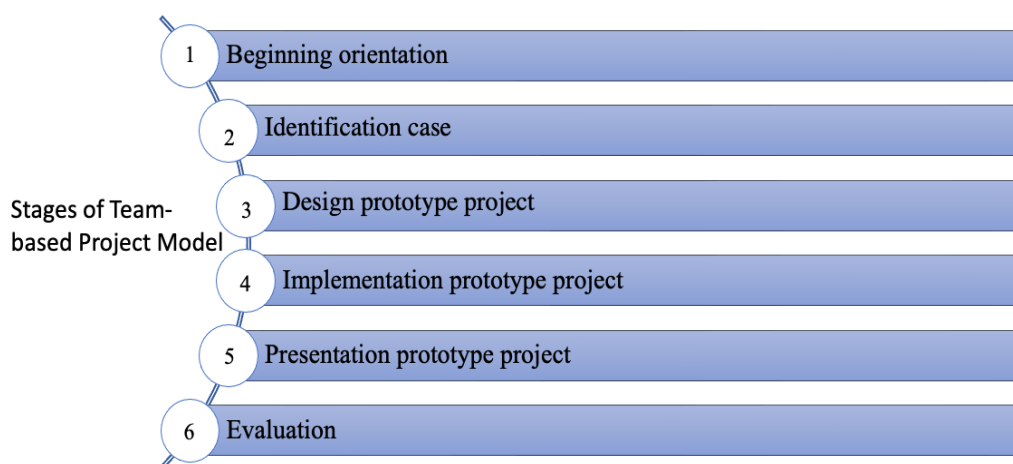 1 Beginning orientation
2 Identification case
3 Design prototype project
Stages of Team-
based Project Model
4 Implementation prototype project
5 Presentation prototype project
6 Evaluation